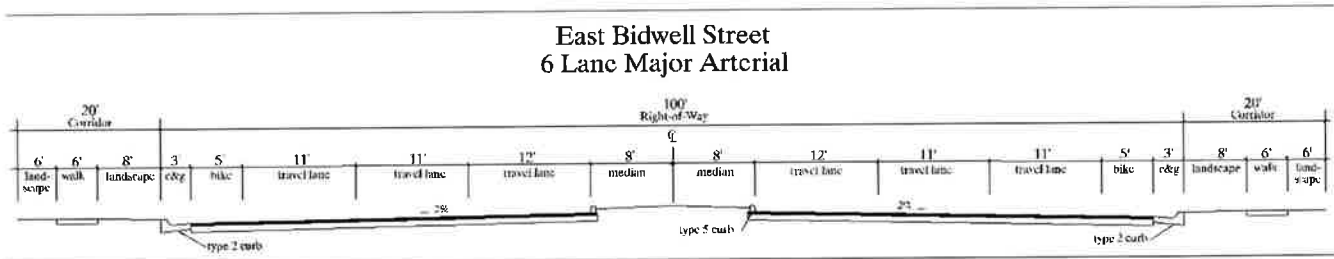 East Bidwell Street
6 Lane Major Arterial
20' 100' 20'
Corridor Right-of-Way Corridor
℄
6' 6' 8' 3' 5' 11' 11' 12' 8' 8' 12' 11' 11' 5' 3' 8' 6' 6'
land- walk landscape c&g bike travel lane travel lane travel lane median median travel lane travel lane travel lane bike c&g landscape walk land-
scape scape
2% 2%
type 2 curb type 5 curb type 2 curb